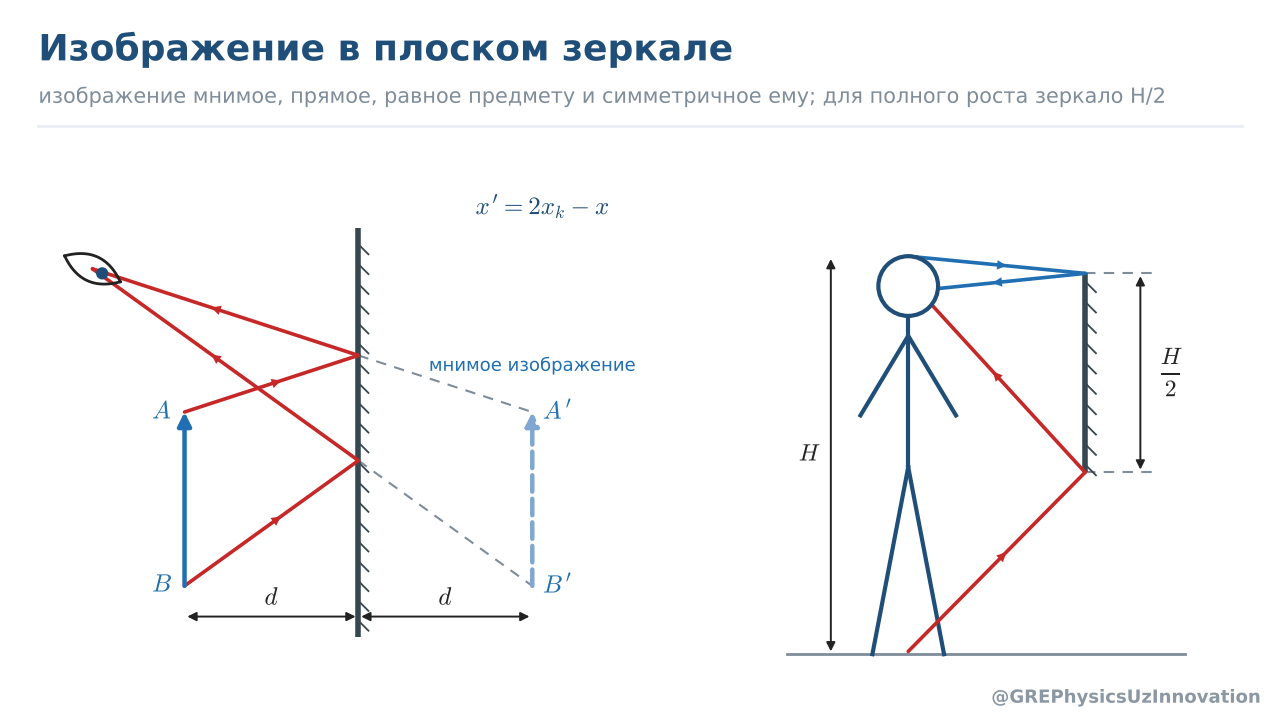 Изображение в плоском зеркале
изображение мнимое, прямое, равное предмету и симметричное ему; для полного роста зеркало H/2
x′ = 2xₖ − x
мнимое изображение
A
A′
H
2
H
B
B′
d
d
@GREPhysicsUzInnovation